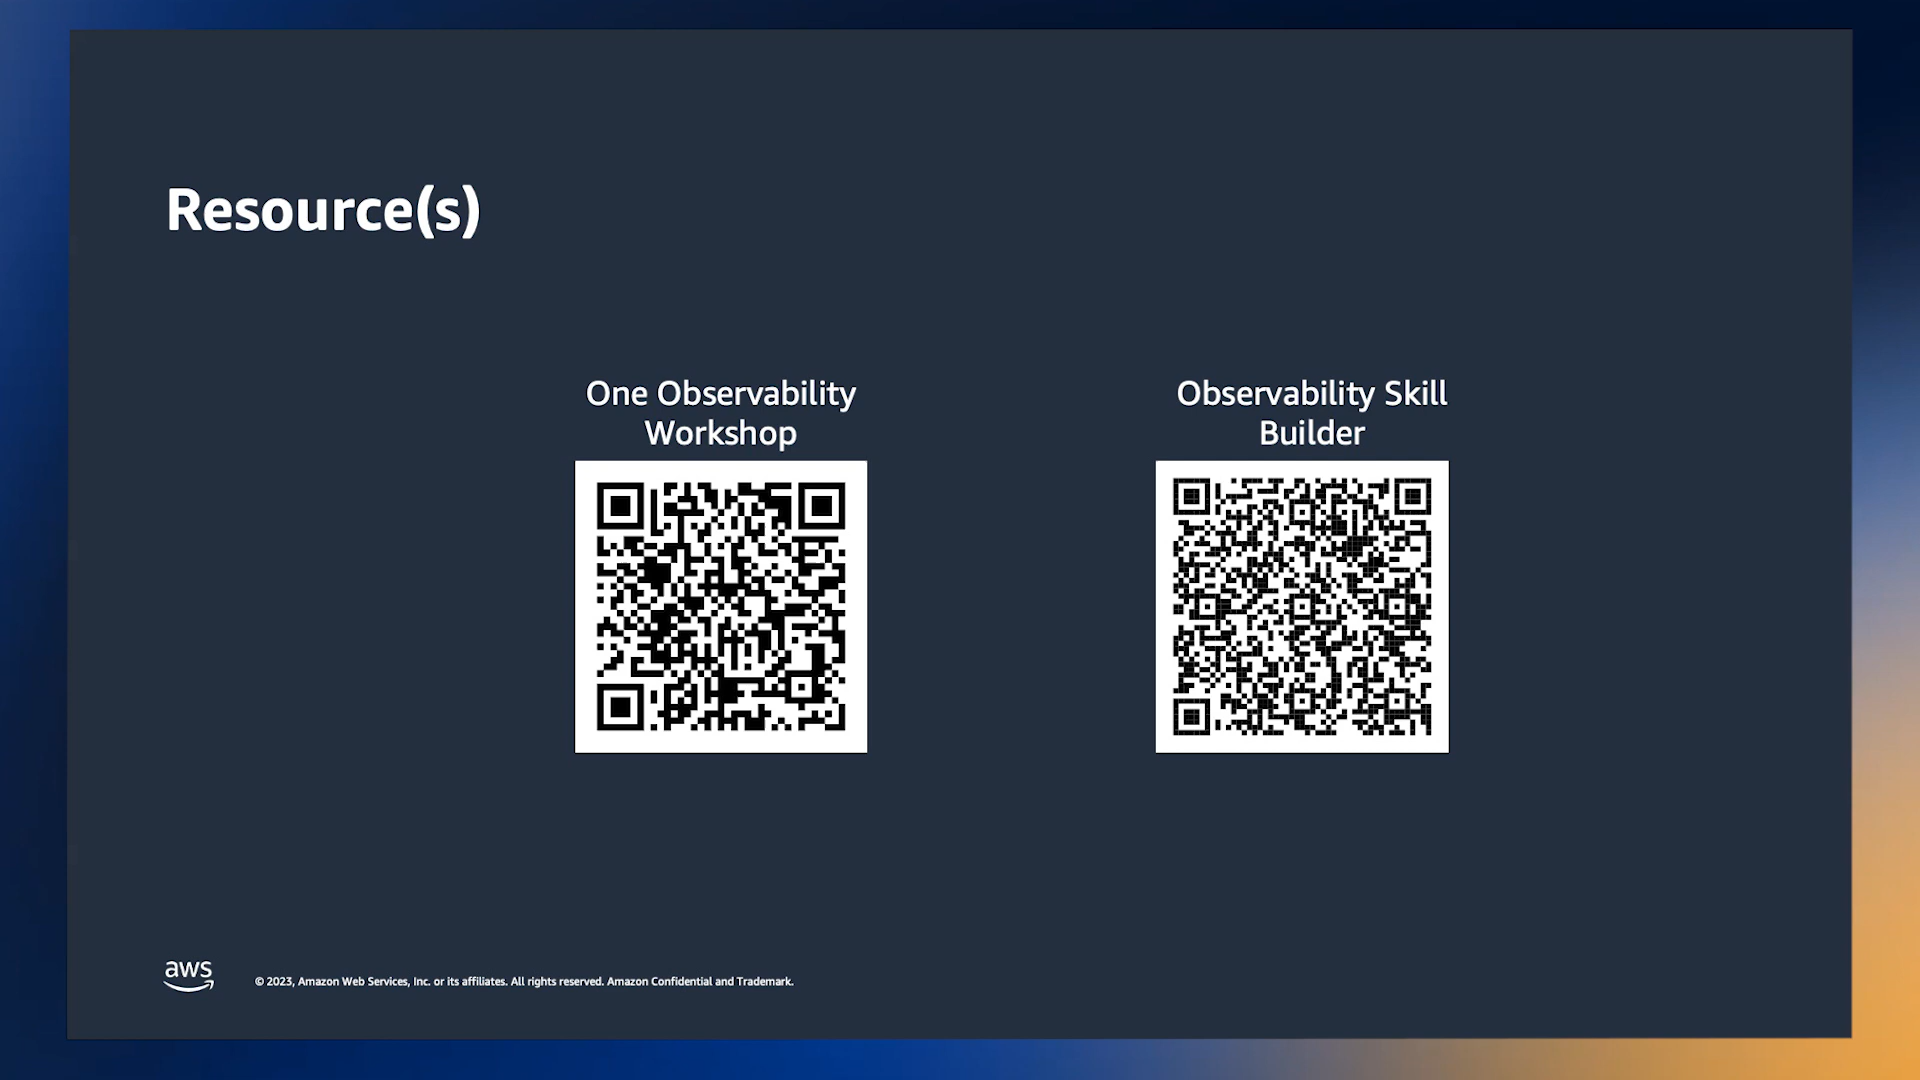 Resource(s)
One Observability
Workshop
Observability Skill
Builder
aws
© 2023, Amazon Web Services, Inc. or its affiliates. All rights reserved. Amazon Confidential and Trademark.